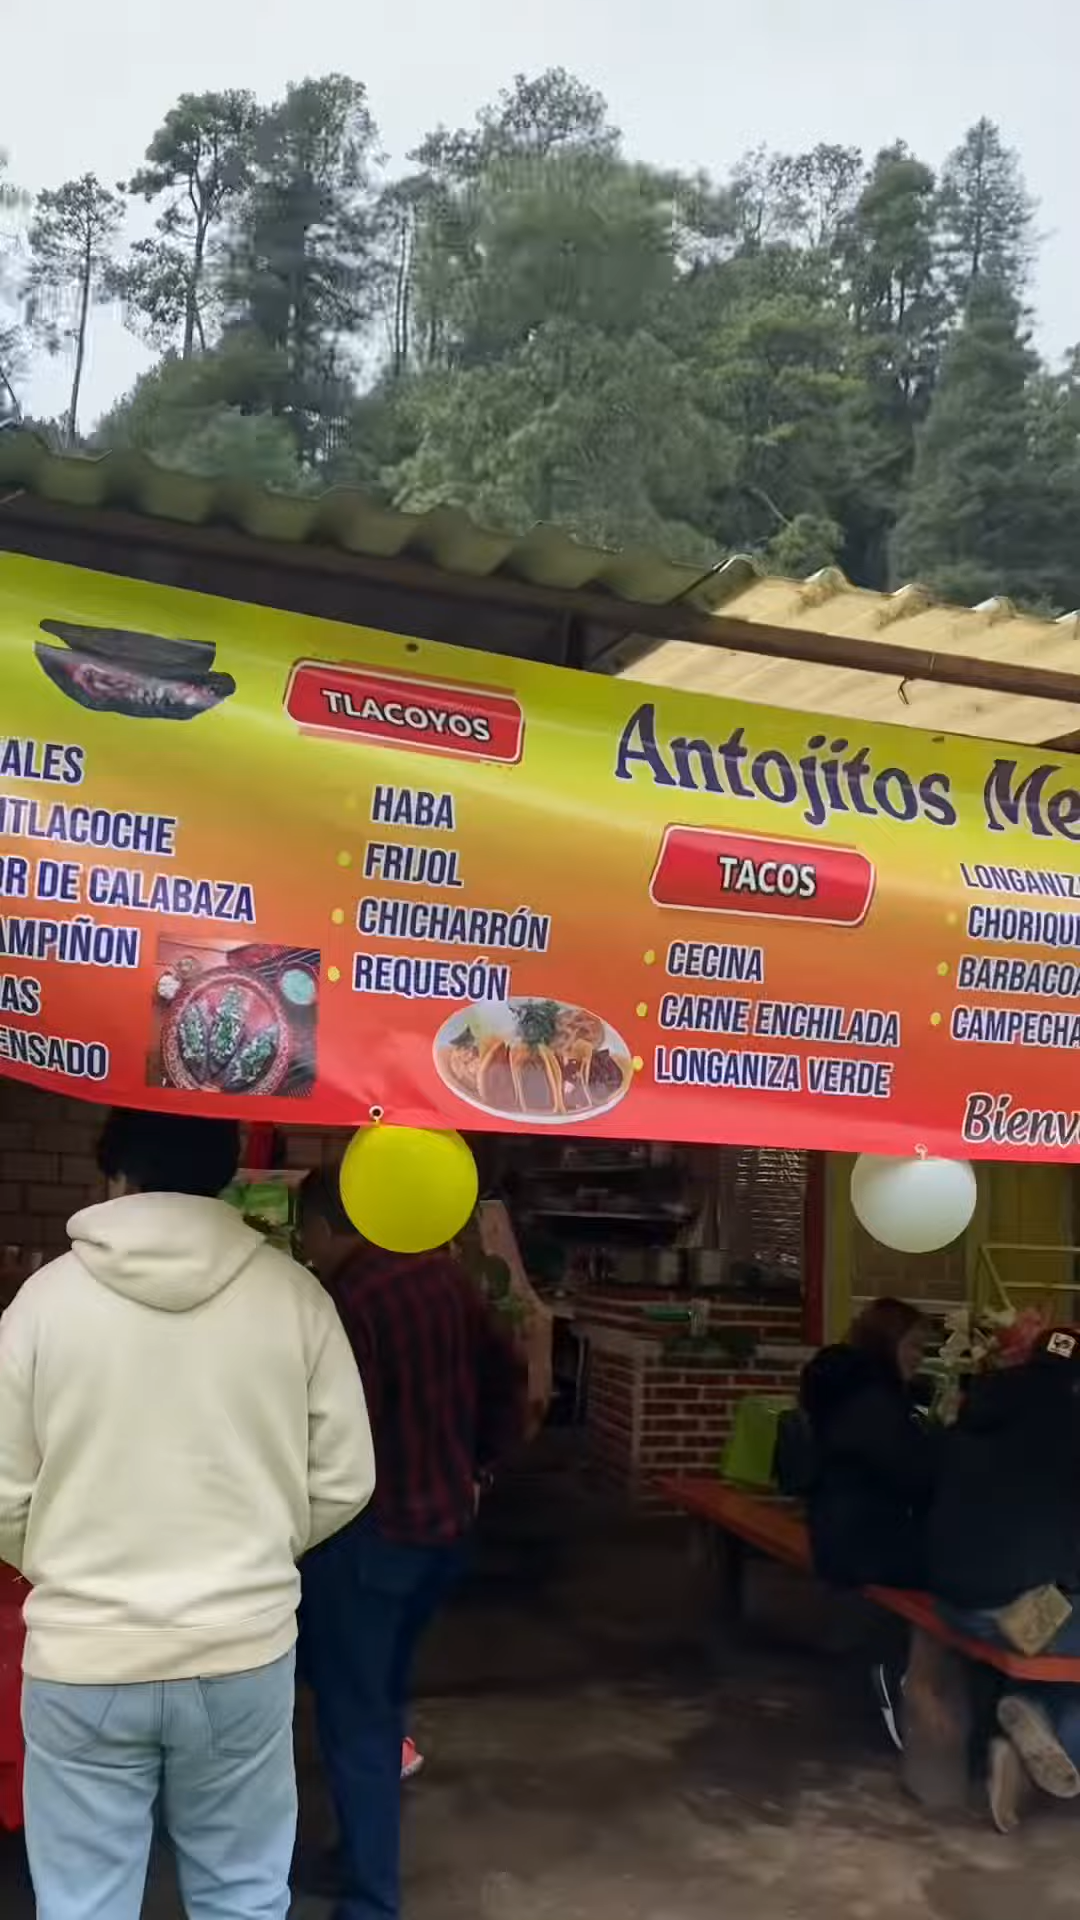 TLACOYOS
HABA
FRIJOL
CHICHARRÓN
REQUESÓN
ALES
ITLACOCHE
OR DE CALABAZA
AMPIÑON
AS
ENSADO
Antojitos Me
TACOS
CECINA
CARNE ENCHILADA
LONGANIZA VERDE
LONGANIZ
CHORIQU
BARBACOA
CAMPECHA
Bienv